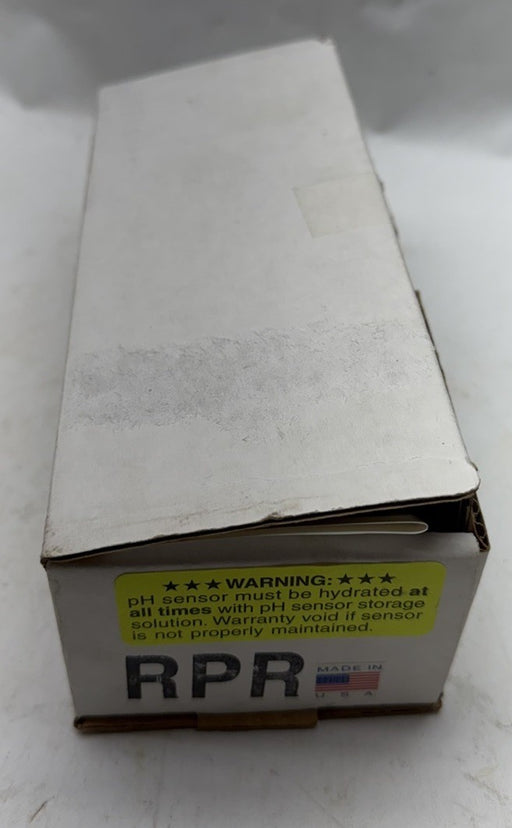 ★★★WARNING:★★★
pH sensor must be hydrated at
all times with pH sensor storage
solution. Warranty void if sensor
is not properly maintained.
RPR
MADE IN
U S A